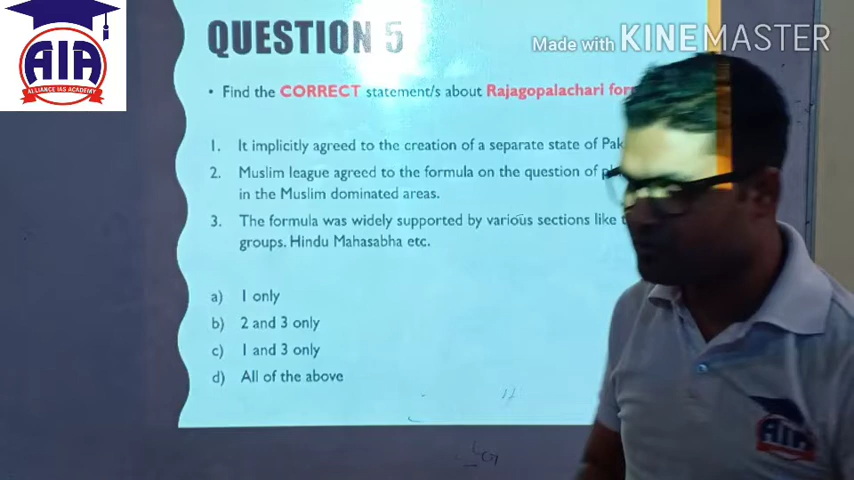 QUESTION 5
Made with KINEMASTER
AIA
ALLIANCE IAS ACADEMY
• Find the CORRECT statement/s about Rajagopalachari
1. It implicitly agreed to the creation of a separate state of
2. Muslim league agreed to the formula on the question of
in the Muslim dominated areas.
3. The formula was widely supported by various sections like
groups. Hindu Mahasabha etc.
a) 1 only
b) 2 and 3 only
c) 1 and 3 only
d) All of the above
AIA